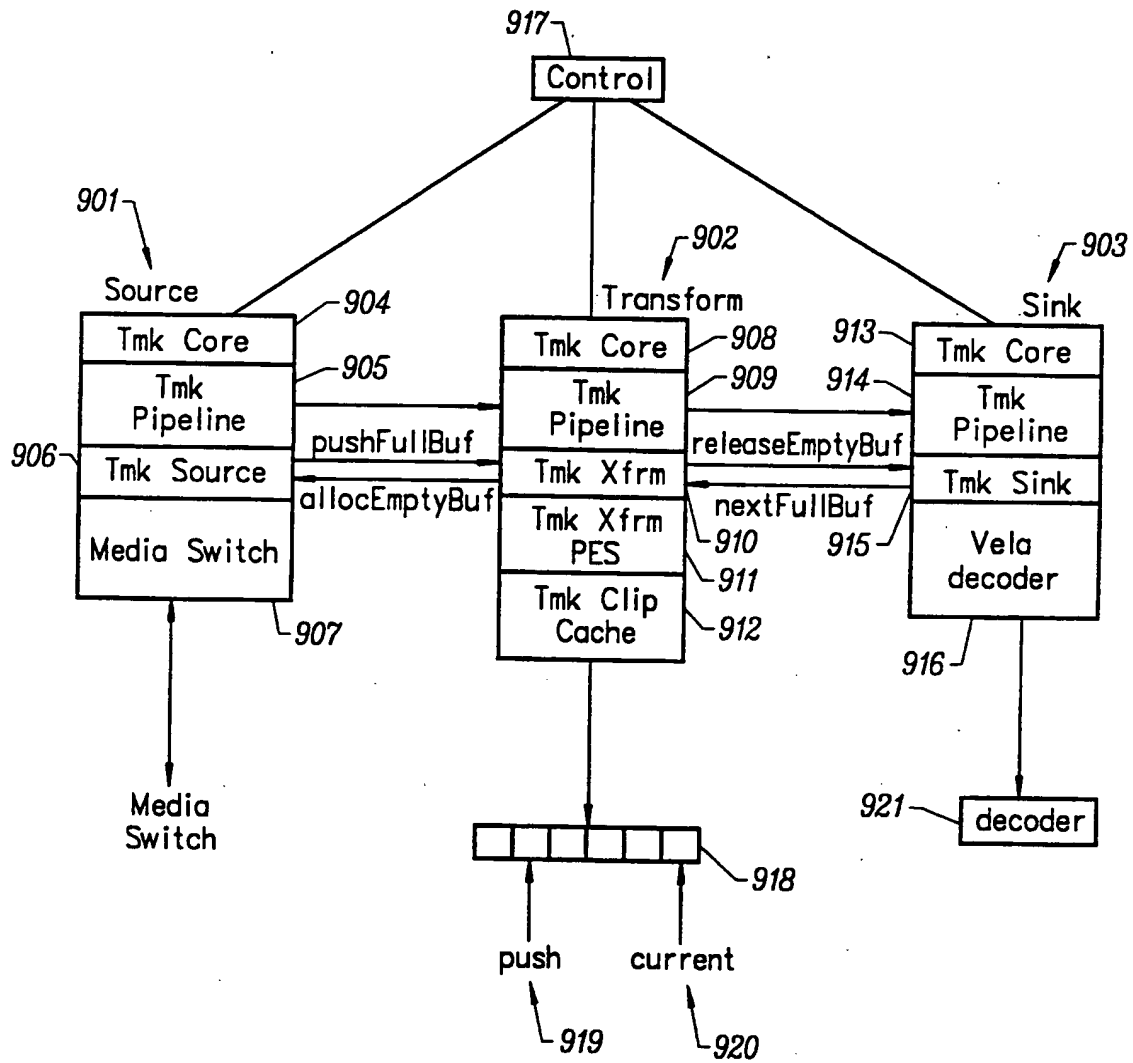 917
Control
901
902
903
Source
Transform
Sink
904
Tmk Core
908
Tmk Core
913
Tmk Core
905
Tmk
Pipeline
909
Tmk
Pipeline
914
Tmk
Pipeline
906
pushFullBuf
releaseEmptyBuf
Tmk Source
Tmk Xfrm
Tmk Sink
allocEmptyBuf
nextFullBuf
910
915
Media Switch
Tmk Xfrm
PES
911
Vela
decoder
907
Tmk Clip
Cache
912
916
Media
Switch
921
decoder
918
push
current
919
920